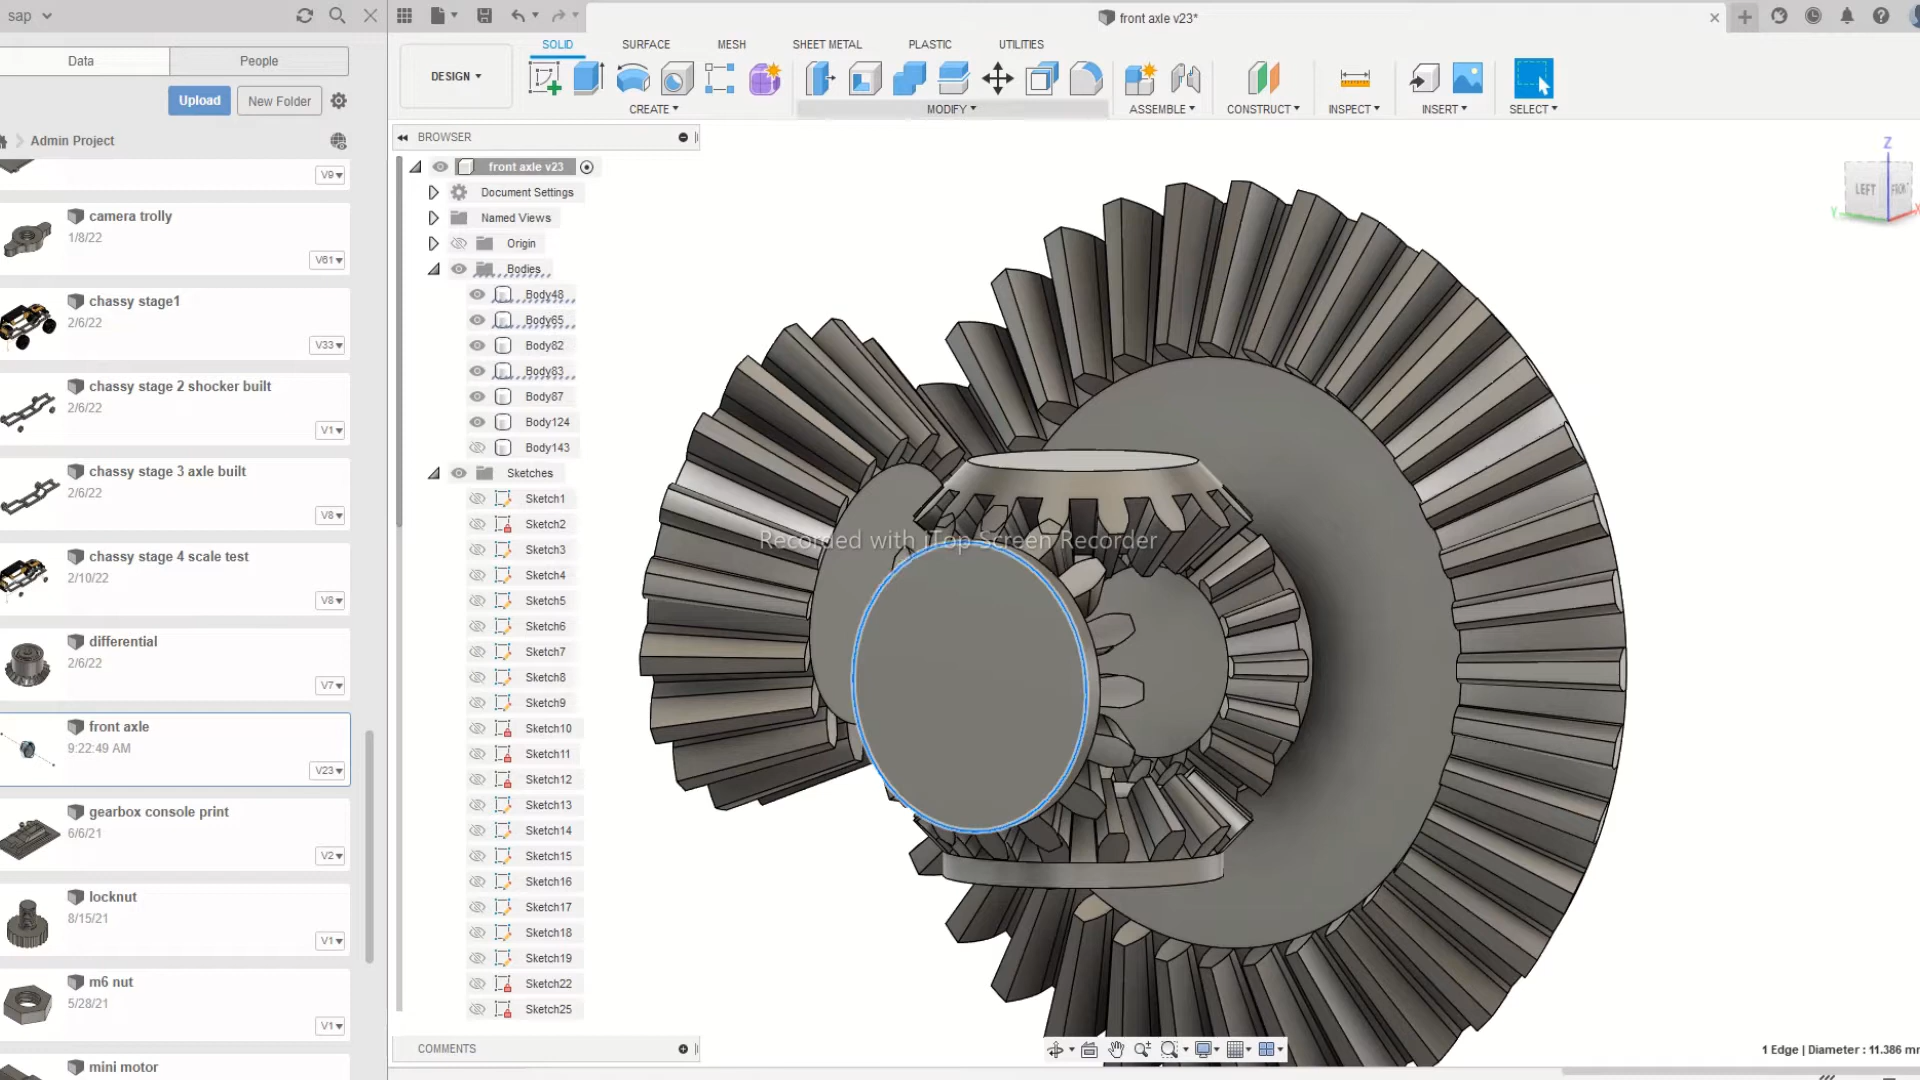 sap
front axle v23*
Data
People
SOLID
SURFACE
MESH
SHEET METAL
PLASTIC
UTILITIES
DESIGN
Upload
New Folder
CREATE
MODIFY
ASSEMBLE
CONSTRUCT
INSPECT
INSERT
SELECT
Admin Project
BROWSER
V9
front axle v23
Document Settings
Named Views
Origin
Bodies
Body48
Body65
Body82
Body83
Body87
Body124
Body143
Sketches
Sketch1
Sketch2
Sketch3
Sketch4
Sketch5
Sketch6
Sketch7
Sketch8
Sketch9
Sketch10
Sketch11
Sketch12
Sketch13
Sketch14
Sketch15
Sketch16
Sketch17
Sketch18
Sketch19
Sketch22
Sketch25
camera trolly
1/8/22
V61
chassy stage1
2/6/22
V33
chassy stage 2 shocker built
2/6/22
V1
chassy stage 3 axle built
2/6/22
V8
chassy stage 4 scale test
2/10/22
V8
differential
2/6/22
V7
front axle
9:22:49 AM
V23
gearbox console print
6/6/21
V2
locknut
8/15/21
V1
m6 nut
5/28/21
V1
mini motor
COMMENTS
Z
LEFT
FRONT
Y
X
Recorded with iTop Screen Recorder
1 Edge | Diameter : 11.386 mm